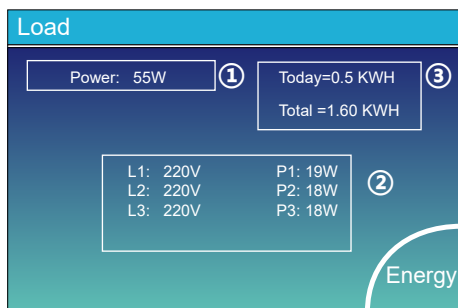 Load
Power: 55W ①
Today=0.5 KWH ③
Total =1.60 KWH
L1: 220V P1: 19W ②
L2: 220V P2: 18W
L3: 220V P3: 18W
Energy